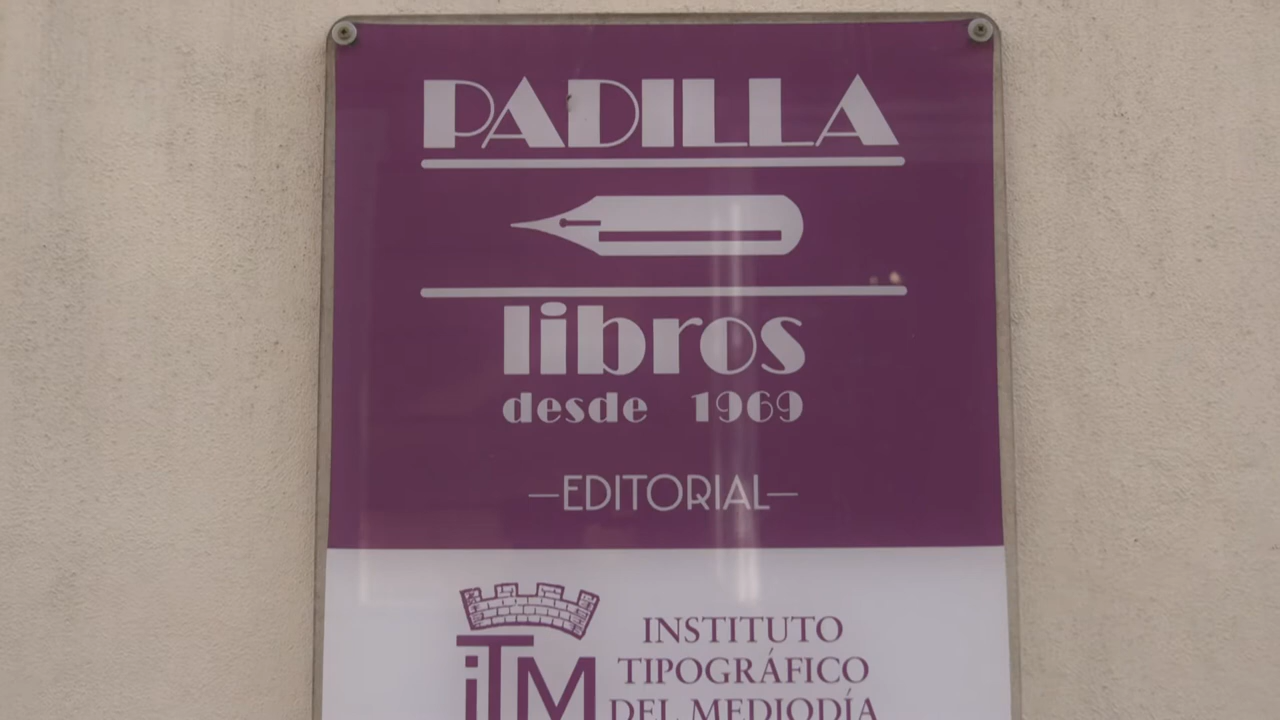 PADILLA
libros
desde 1969
—EDITORIAL—
iTM
INSTITUTO
TIPOGRÁFICO
DEL MEDIODÍA